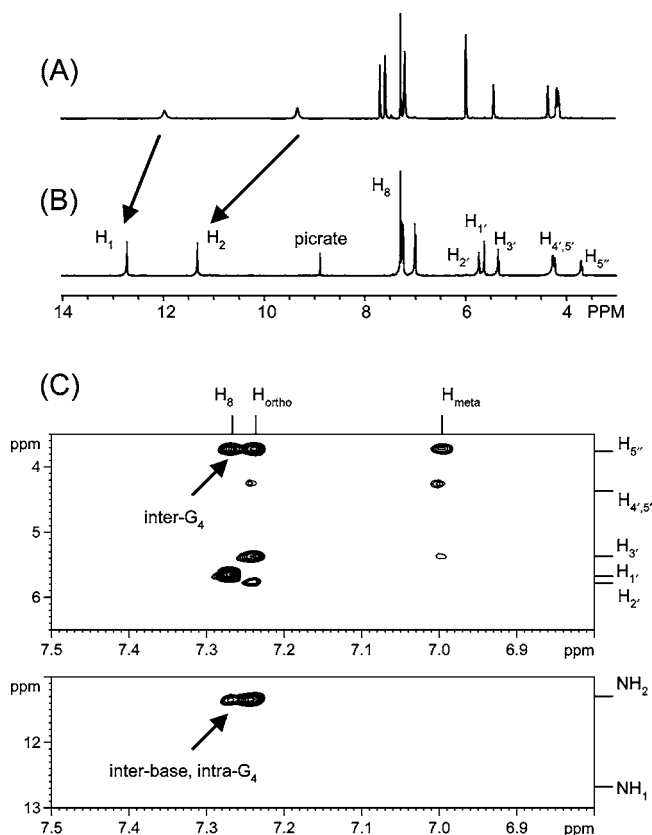 (A)
(B)
H1
H2
picrate
H8
H2′
H1′
H3′
H4′,5′
H5″
14 12 10 8 6 4 PPM
(C)
H8 Hortho Hmeta
ppm
4
5
6
inter-G4
H5″
H4′,5′
H3′
H1′
H2′
7.5 7.4 7.3 7.2 7.1 7.0 6.9 ppm
ppm
12
13
inter-base, intra-G4
NH2
NH1
7.5 7.4 7.3 7.2 7.1 7.0 6.9 ppm